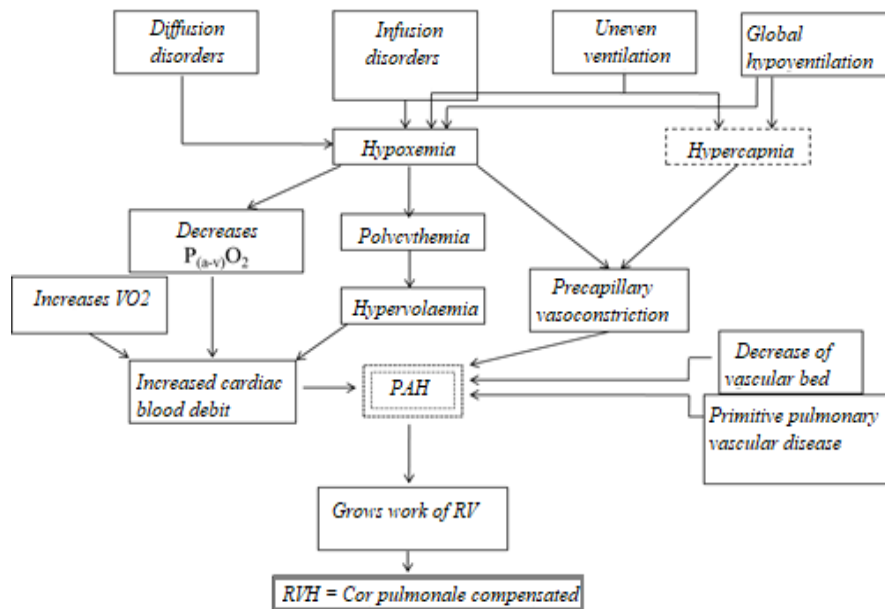 Diffusion
disorders
Infusion
disorders
Uneven
ventilation
Global
hypoventilation
Hypoxemia
Hypercapnia
Decreases
P(a-v)O2
Polycythemia
Increases VO2
Hypervolaemia
Precapillary
vasoconstriction
Increased cardiac
blood debit
PAH
Decrease of
vascular bed
Primitive pulmonary
vascular disease
Grows work of RV
RVH = Cor pulmonale compensated